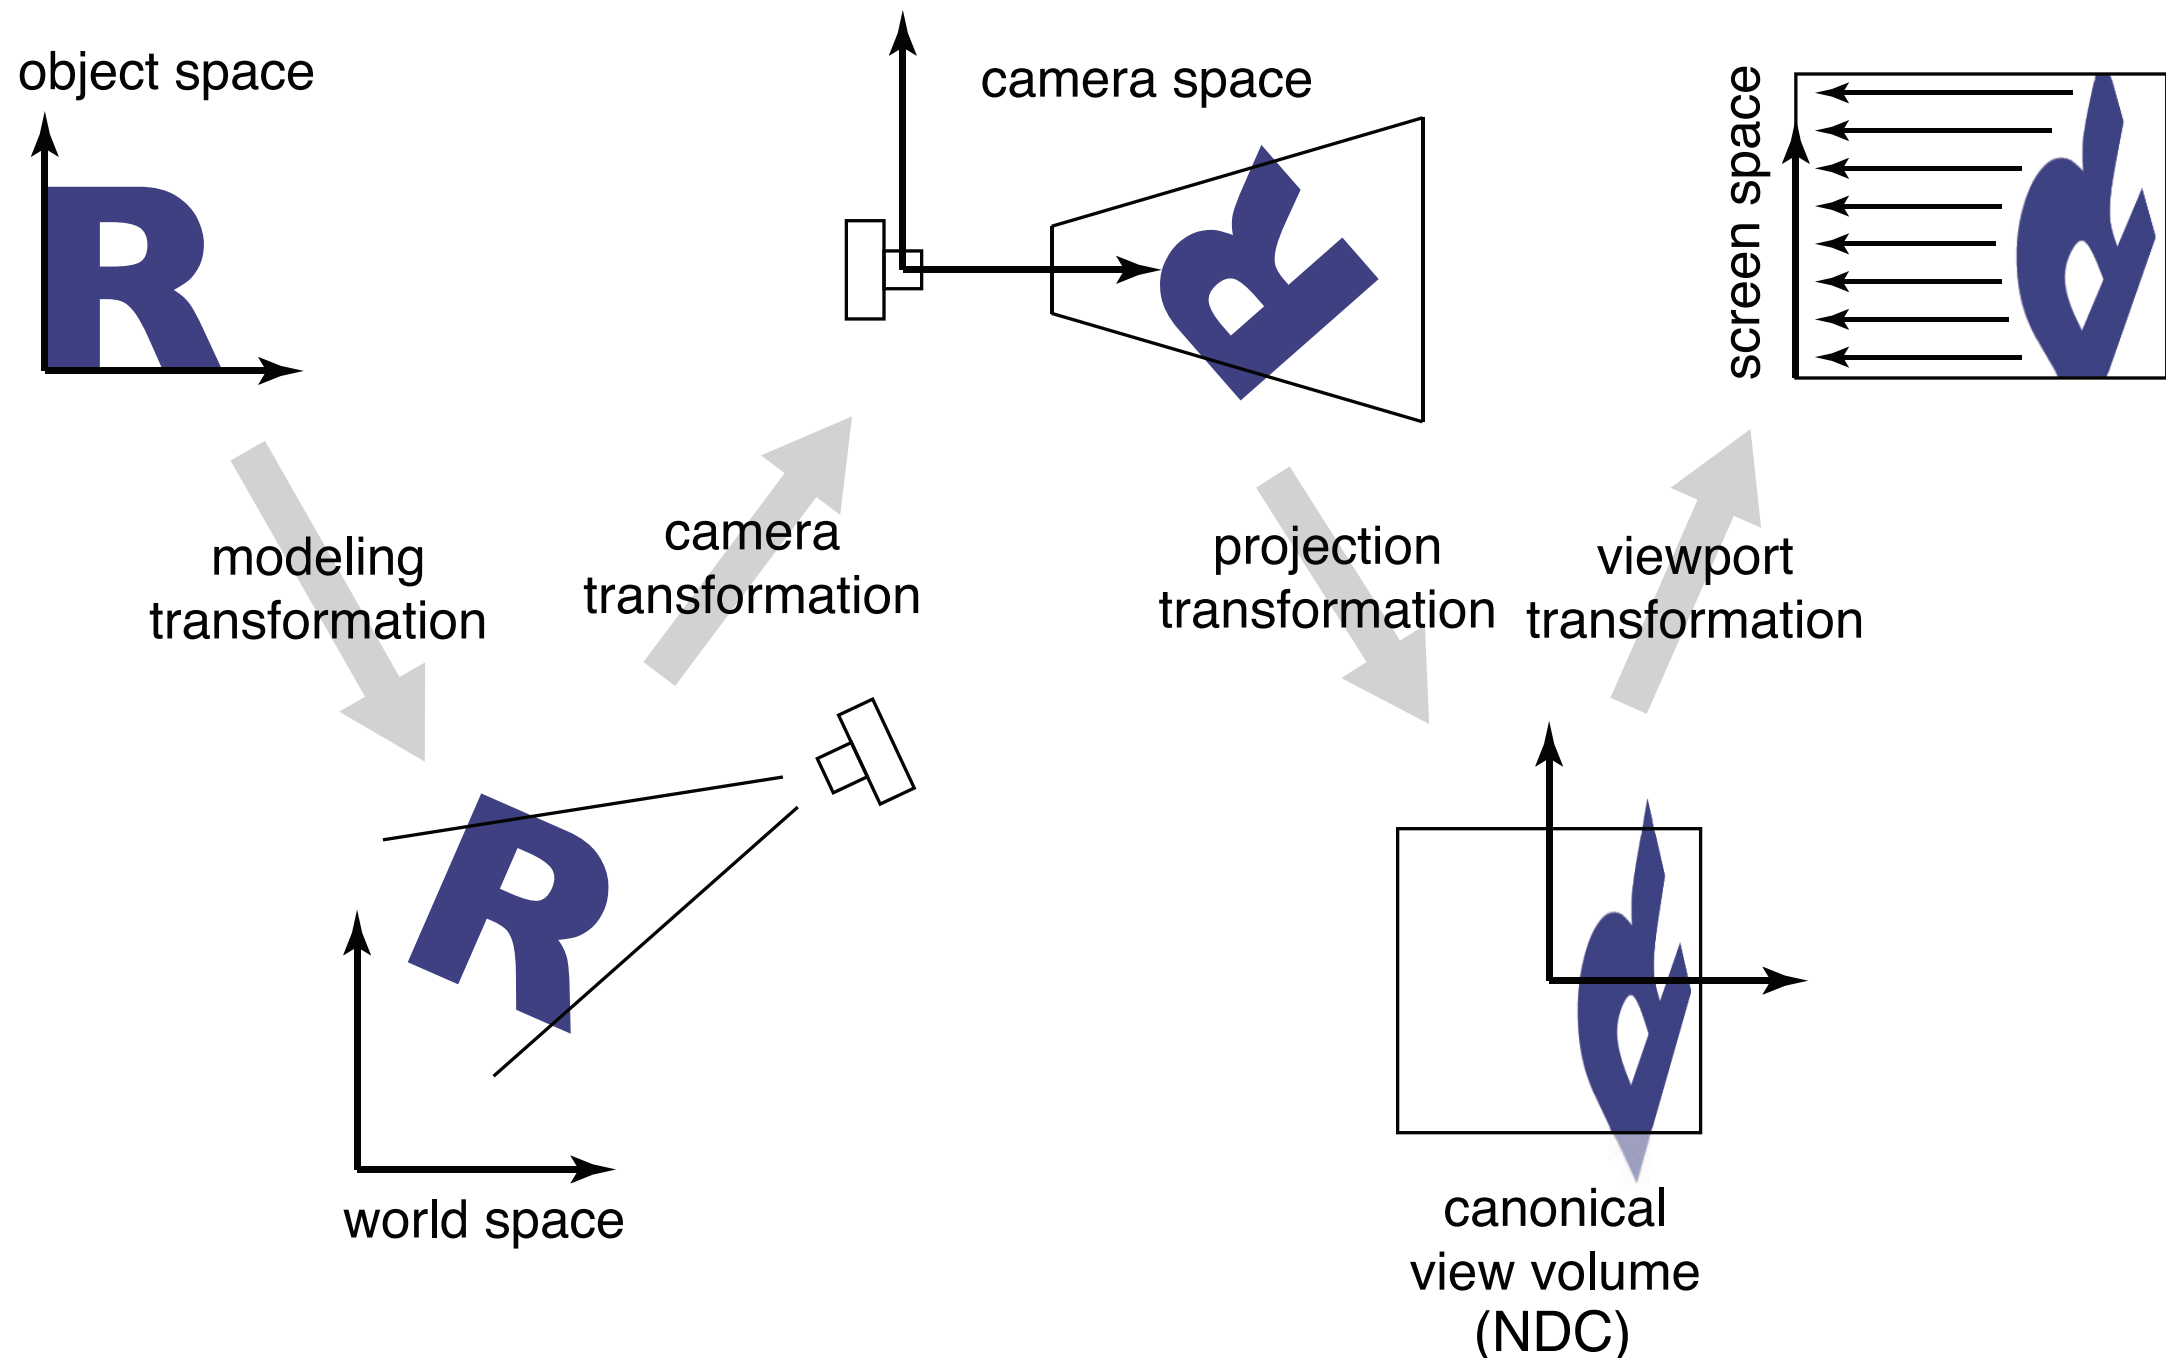 object space
R
modeling
transformation
R
world space
camera
transformation
camera space
R
projection
transformation
R
canonical
view volume
(NDC)
viewport
transformation
screen space
R